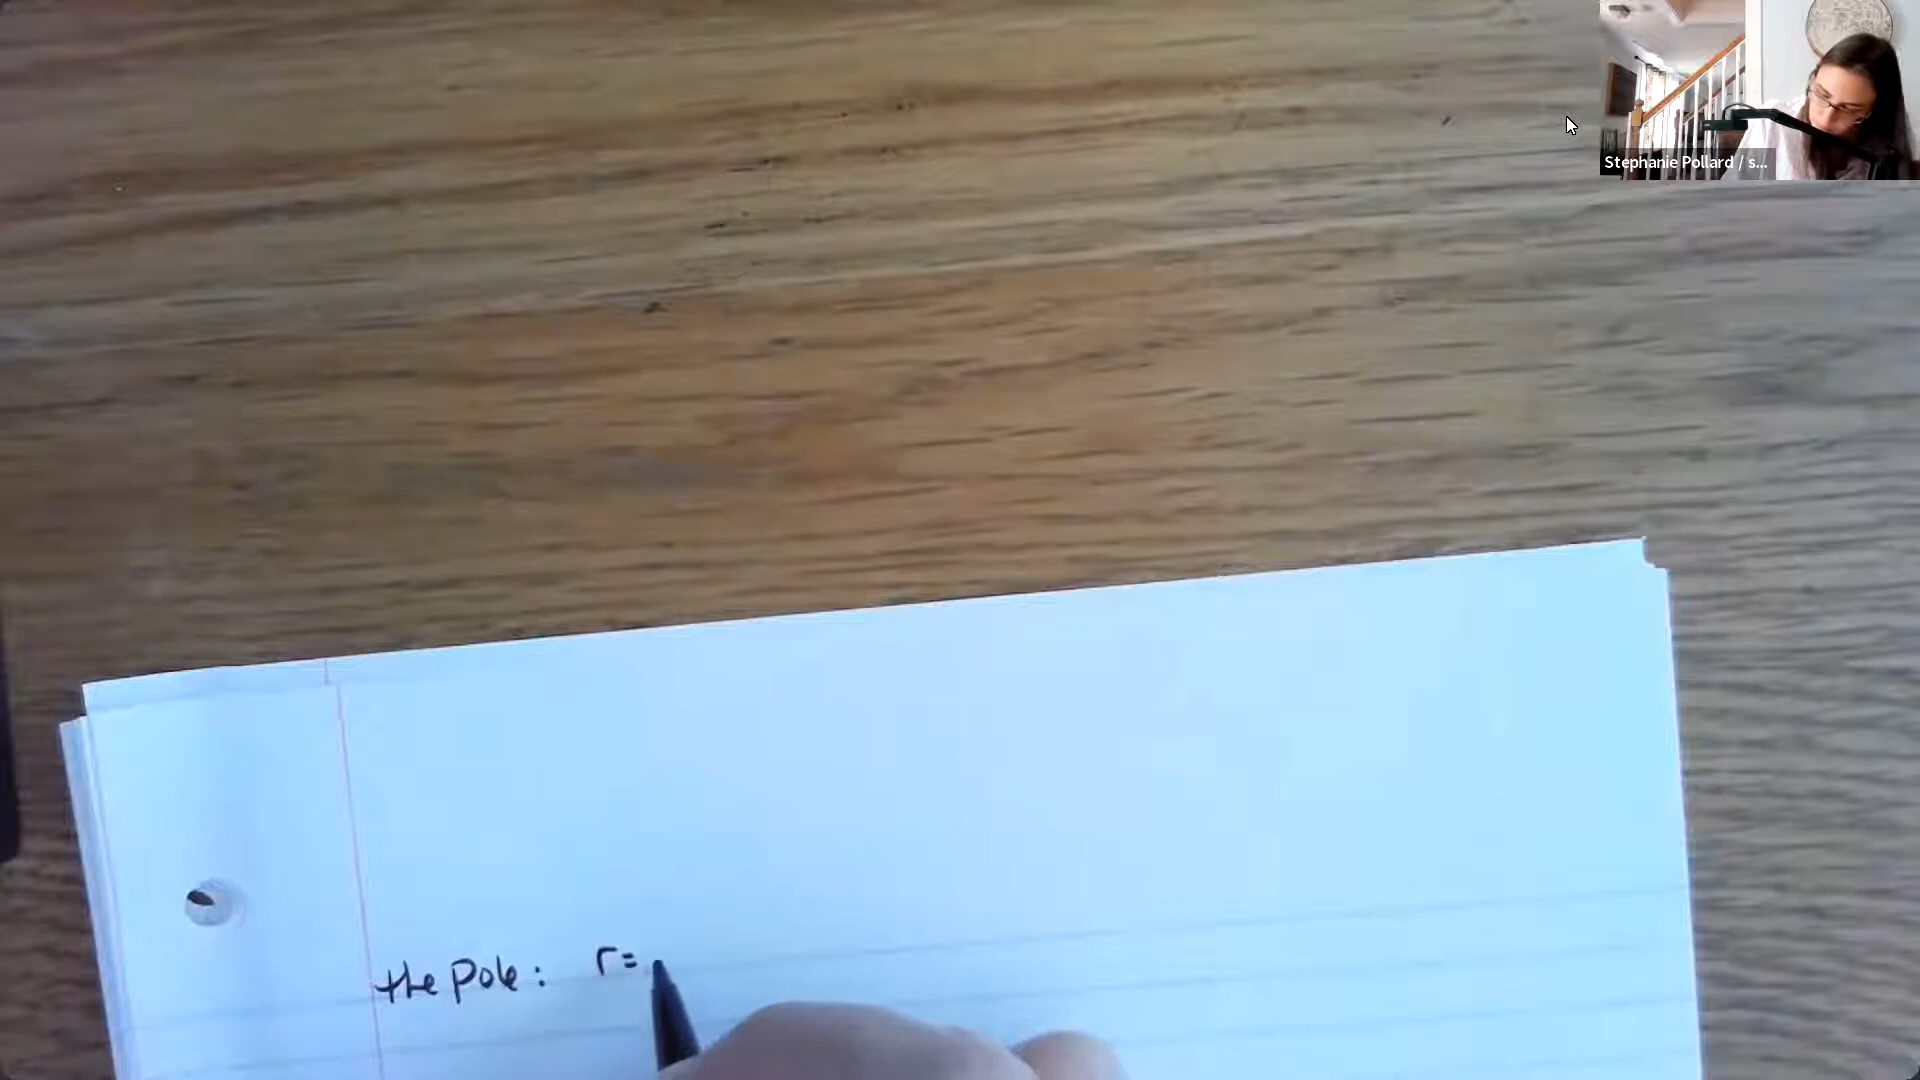 Stephanie Pollard / s...
the pole: r=